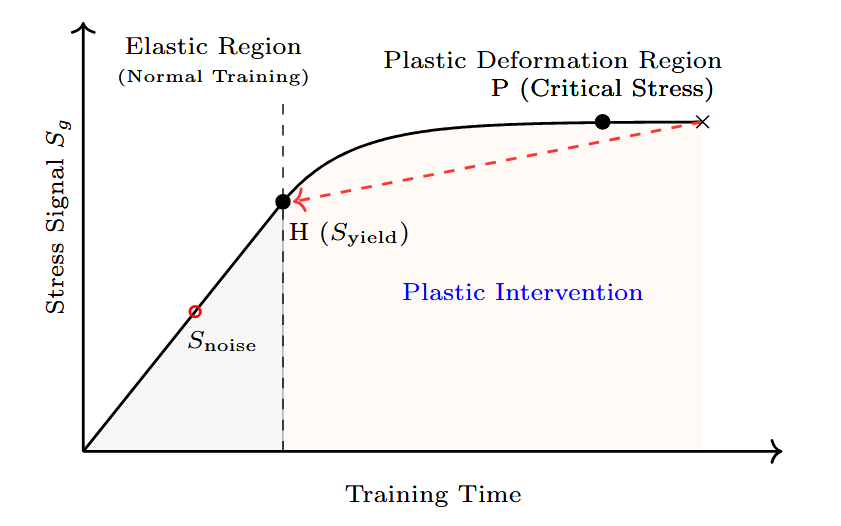 Elastic Region
(Normal Training)
Plastic Deformation Region
P (Critical Stress)
Stress Signal S_g
H (S_yield)
Plastic Intervention
S_noise
Training Time